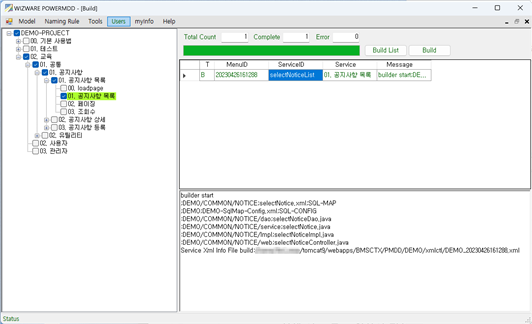 WIZWARE POWERMDD - [Build]
Model Naming Rule Tools Users myinfo Help Wizware
DEMO-PROJECT
00. 기본 사용법
01. 테스트
02. 교육
01. 공통
01. 공지사항
01. 공지사항 목록
00. loadpage
01. 공지사항 목록
02. 페이징
03. 조회수
02. 공지사항 상세
03. 공지사항 등록
02. 유틸리티
02. 사용자
03. 관리자
Total Count 1 Complete 1 Error 0
Build List Build
T MenuID ServiceID Service Message
B 20230426161288 selectNoticeList 01. 공지사항 목록 builder start:DE...
builder start
:DEMO/COMMON/NOTICE:selectNotice.xml:SQL-MAP
:DEMO:DEMO-SqlMap-Config.xml:SQL-CONFIG
:DEMO/COMMON/NOTICE/dao:selectNoticeDao.java
:DEMO/COMMON/NOTICE/service:selectNotice.java
:DEMO/COMMON/NOTICE/Impl:selectNoticeImpl.java
:DEMO/COMMON/NOTICE/web:selectNoticeController.java
Service Xml Info File build: /tomcat9/webapps/BMSCTX/PMDD/DEMO/xmlctl/DEMO_20230426161288.xml
Status